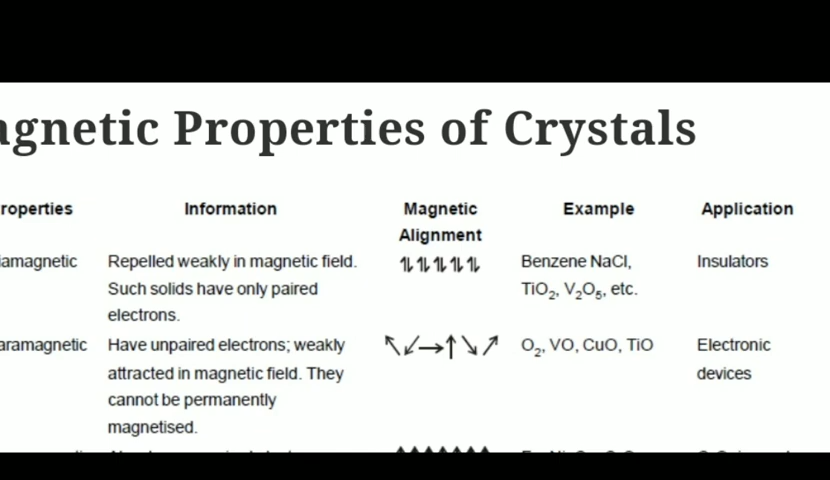 agnetic Properties of Crystals
roperties Information Magnetic Example Application
Alignment
iamagnetic Repelled weakly in magnetic field. Benzene NaCl, Insulators
Such solids have only paired TiO₂, V₂O₅, etc.
electrons.
aramagnetic Have unpaired electrons; weakly O₂, VO, CuO, TiO Electronic
attracted in magnetic field. They devices
cannot be permanently
magnetised.